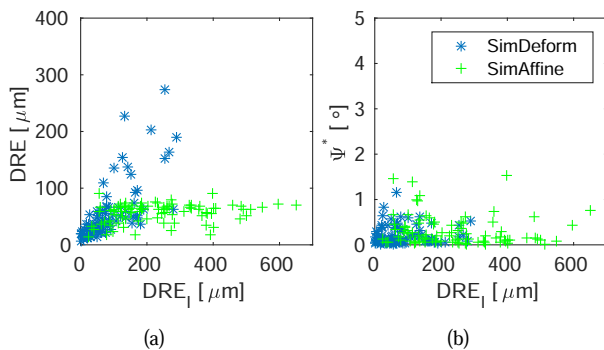 400
300
200
100
0
DRE [ μm]
0 200 400 600
DRE_I [ μm]
(a)
5
4
3
2
1
0
Ψ* [ °]
SimDeform
SimAffine
0 200 400 600
DRE_I [ μm]
(b)